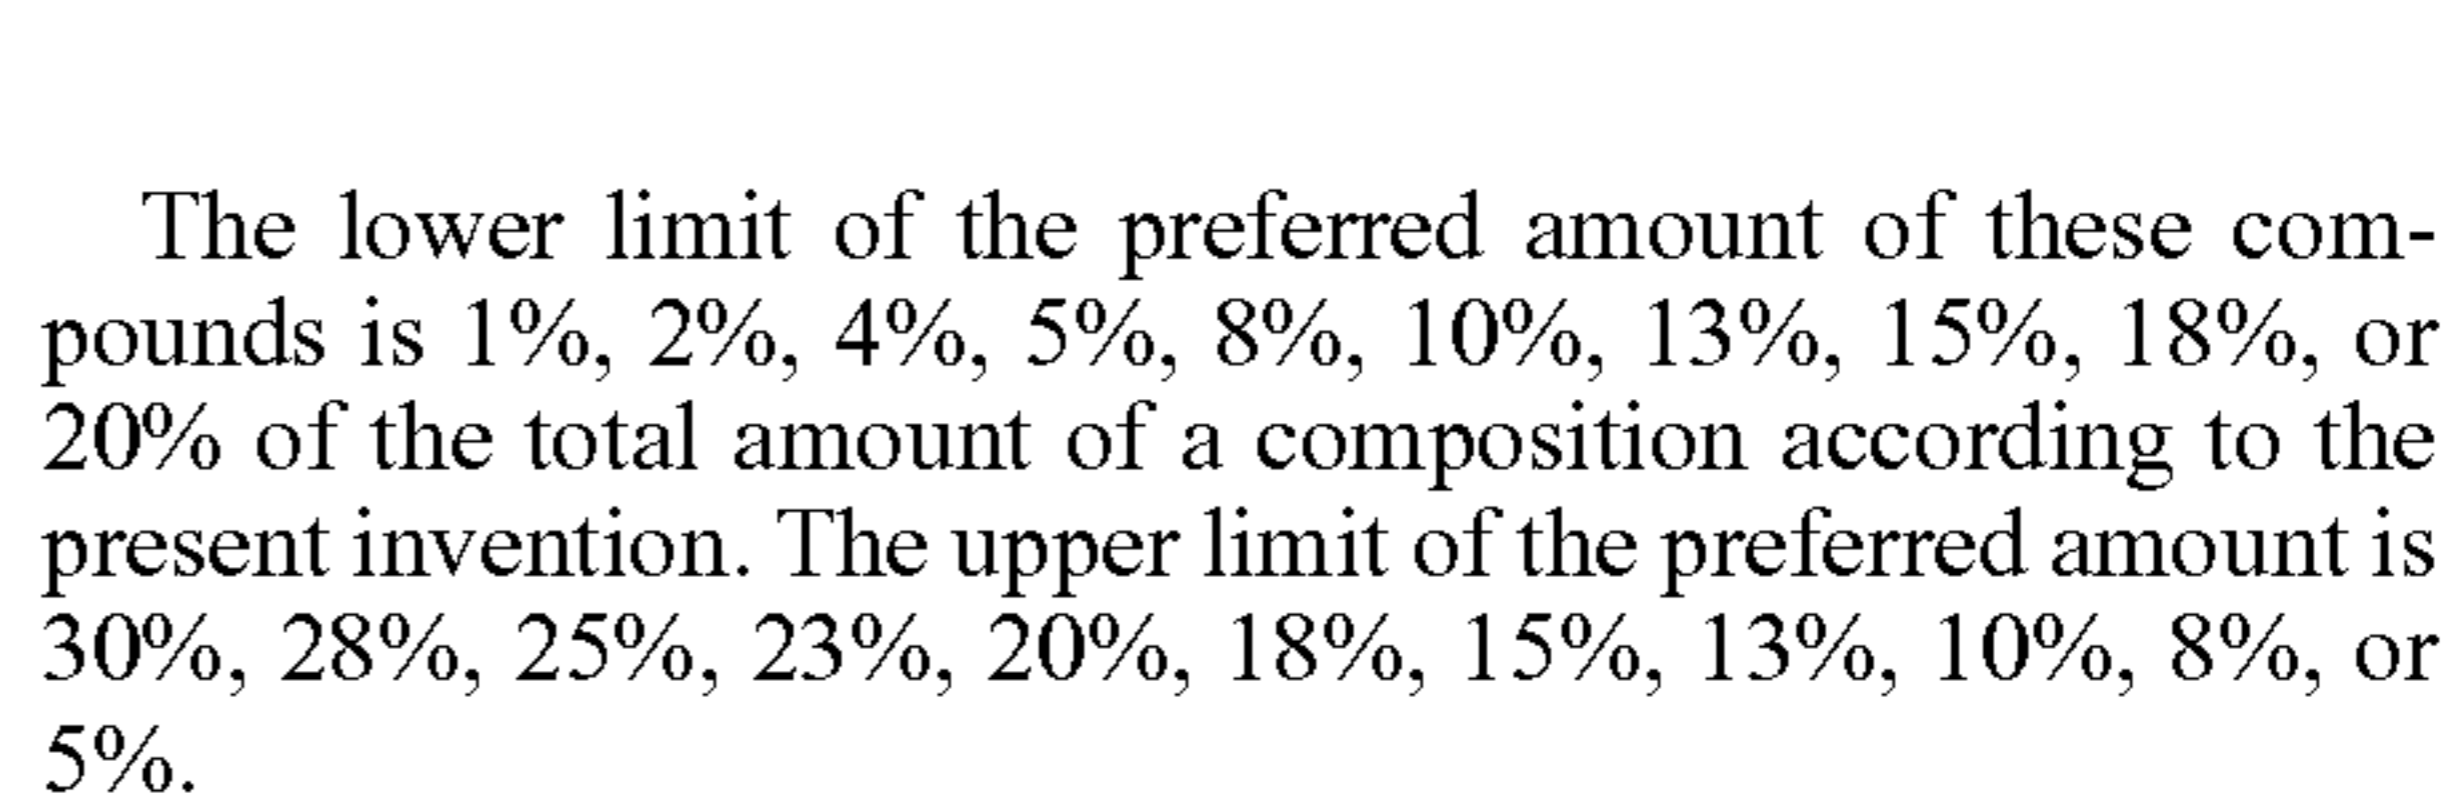 The lower limit of the preferred amount of these com-
pounds is 1%, 2%, 4%, 5%, 8%, 10%, 13%, 15%, 18%, or
20% of the total amount of a composition according to the
present invention. The upper limit of the preferred amount is
30%, 28%, 25%, 23%, 20%, 18%, 15%, 13%, 10%, 8%, or
5%.